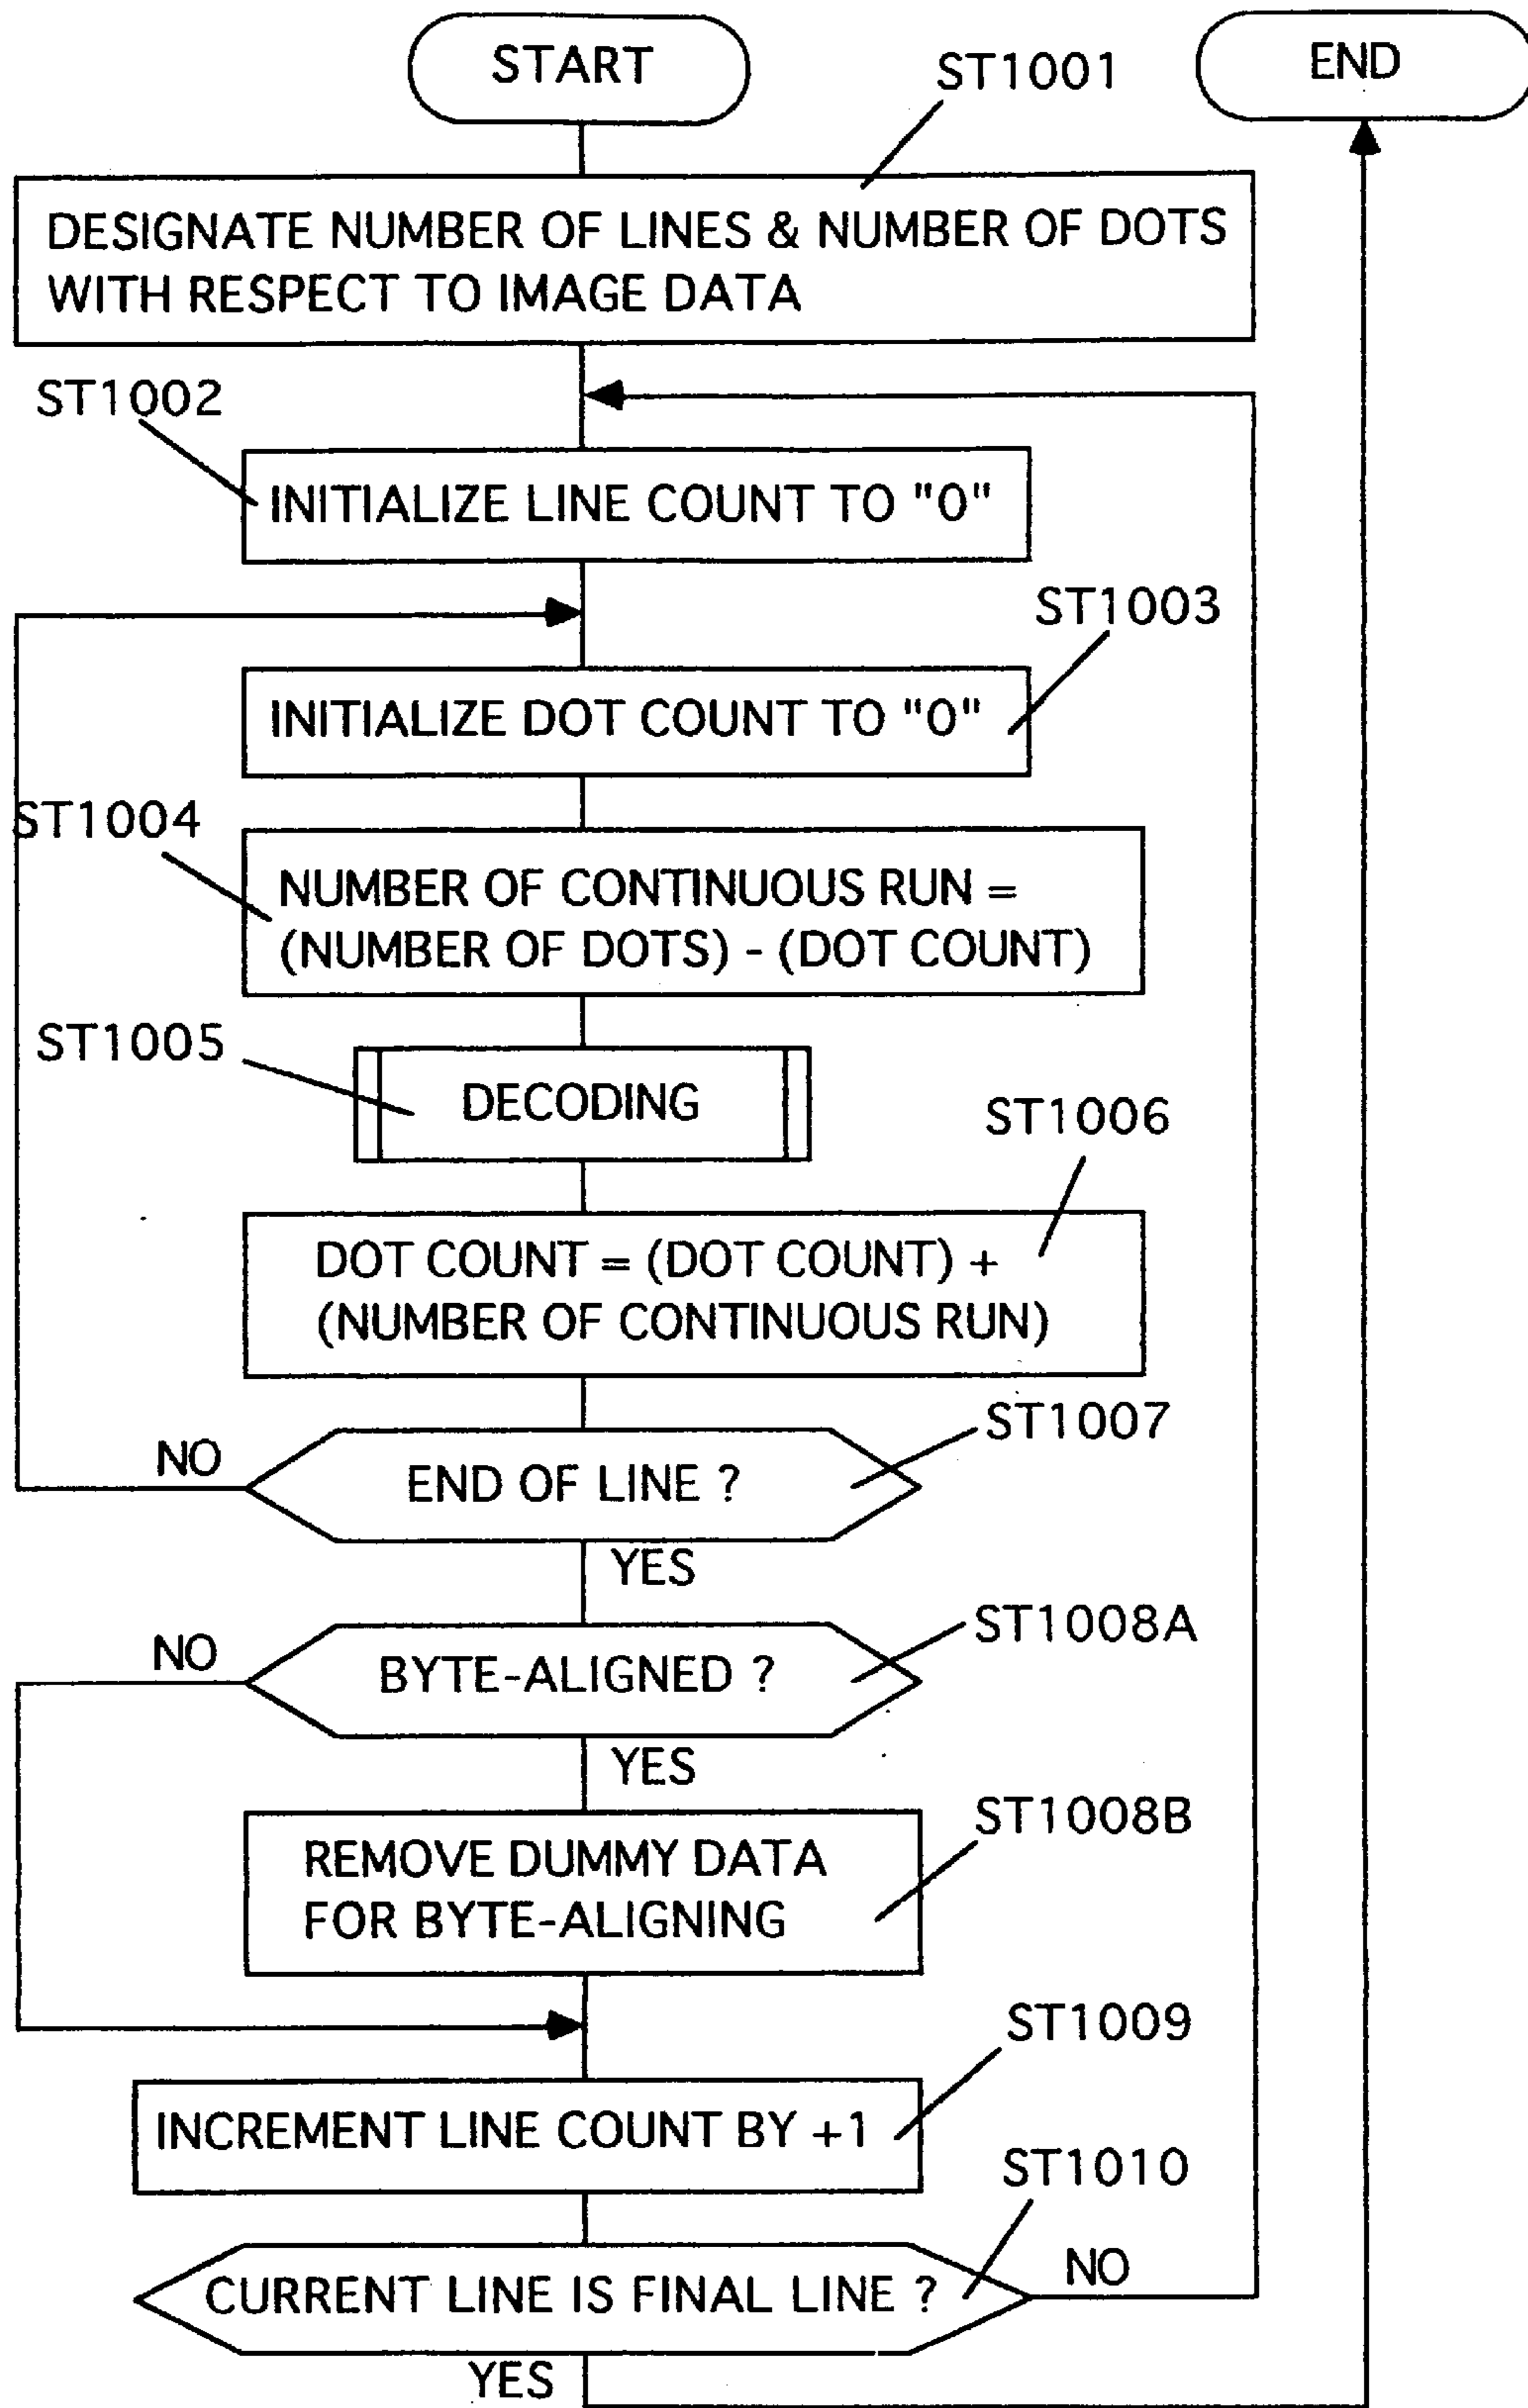 START
END
ST1001
DESIGNATE NUMBER OF LINES & NUMBER OF DOTS
WITH RESPECT TO IMAGE DATA
ST1002
INITIALIZE LINE COUNT TO "0"
ST1003
INITIALIZE DOT COUNT TO "0"
ST1004
NUMBER OF CONTINUOUS RUN =
(NUMBER OF DOTS) - (DOT COUNT)
ST1005
DECODING
ST1006
DOT COUNT = (DOT COUNT) +
(NUMBER OF CONTINUOUS RUN)
ST1007
NO
END OF LINE ?
YES
ST1008A
NO
BYTE-ALIGNED ?
YES
ST1008B
REMOVE DUMMY DATA
FOR BYTE-ALIGNING
ST1009
INCREMENT LINE COUNT BY +1
ST1010
CURRENT LINE IS FINAL LINE ?
NO
YES